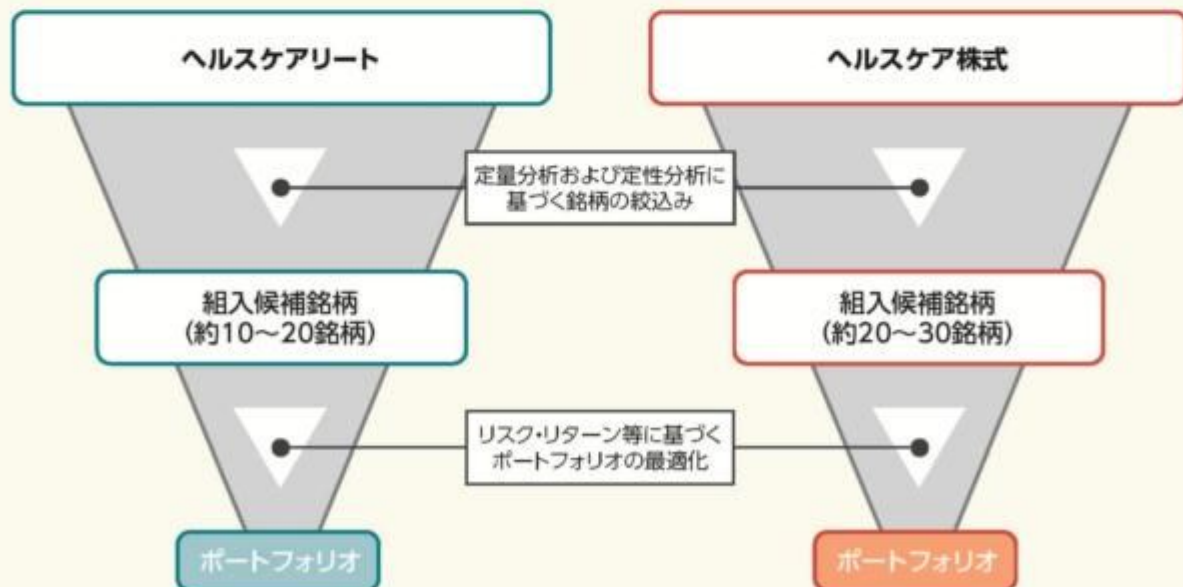 ヘルスケアリート
ヘルスケア株式
定量分析および定性分析に
基づく銘柄の絞込み
組入候補銘柄
(約10～20銘柄)
組入候補銘柄
(約20～30銘柄)
リスク・リターン等に基づく
ポートフォリオの最適化
ポートフォリオ
ポートフォリオ